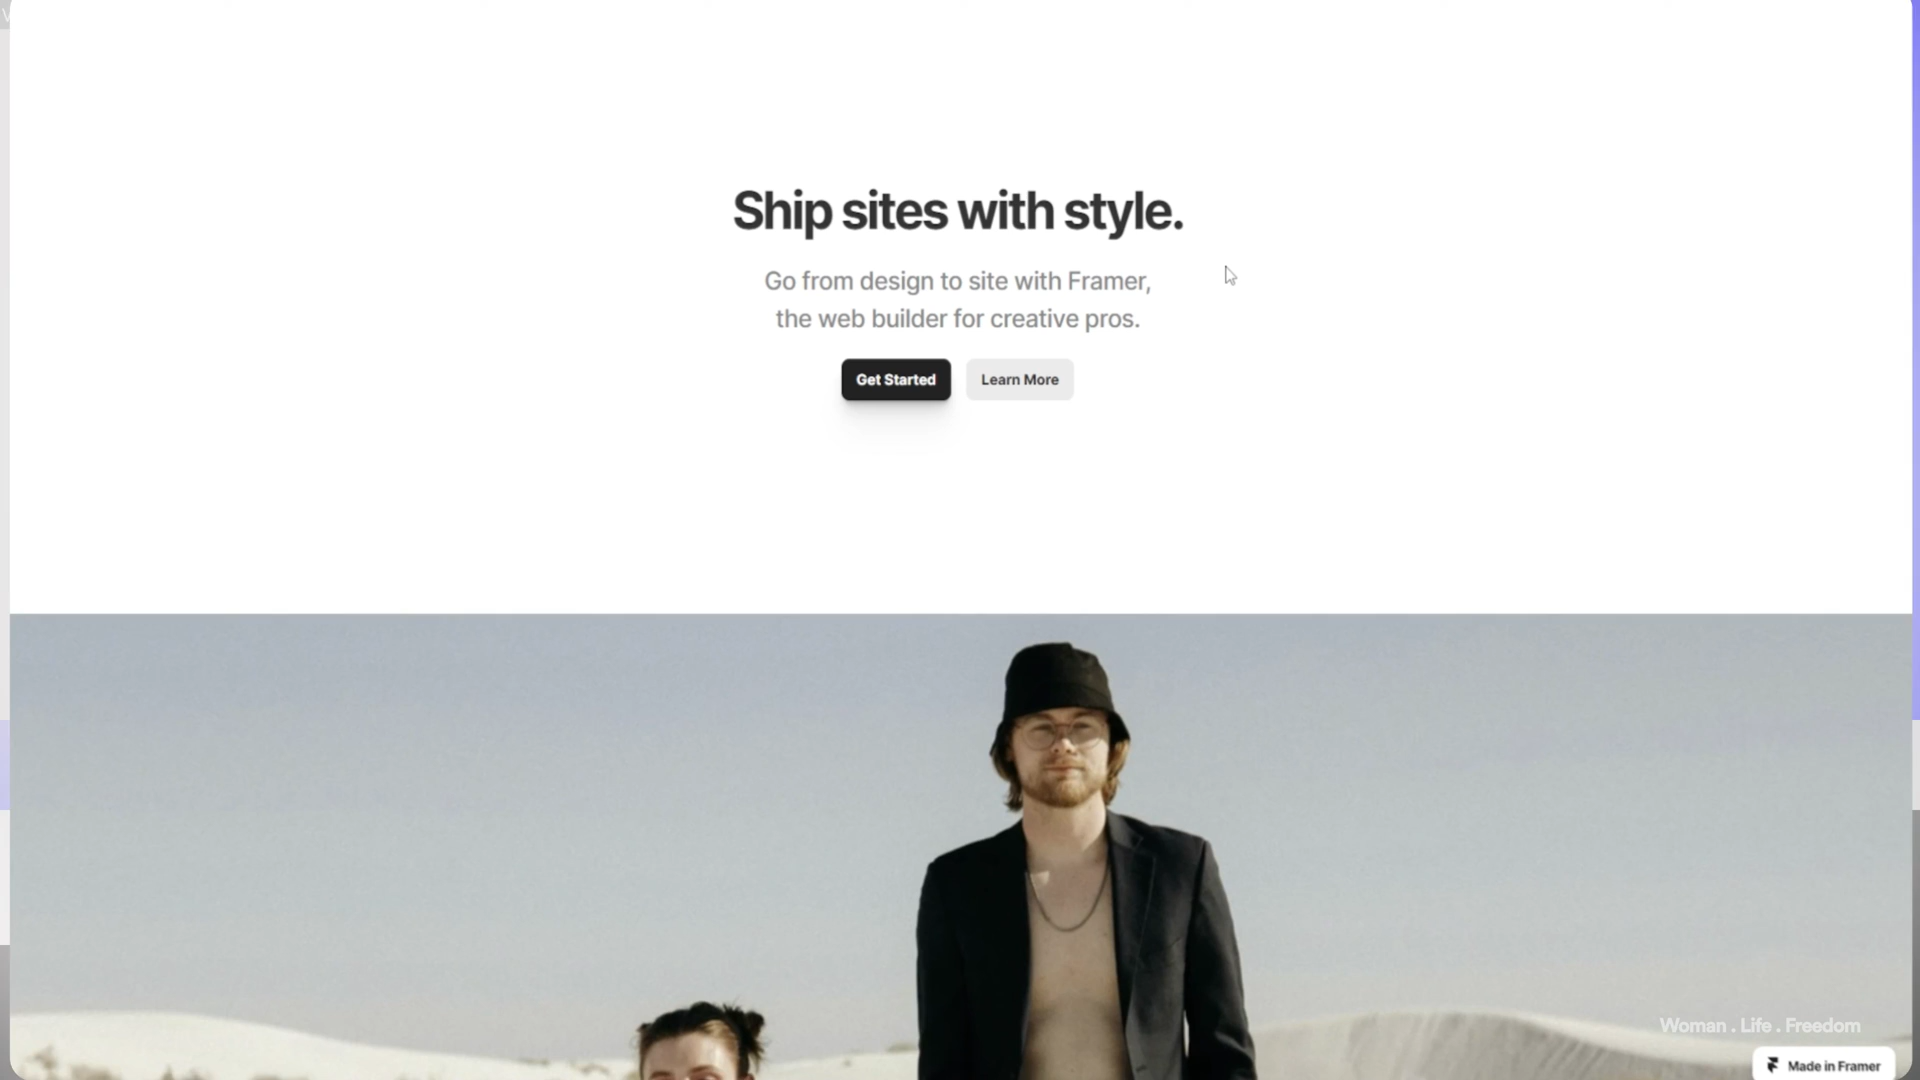 Ship sites with style.
Go from design to site with Framer,
the web builder for creative pros.
Get Started
Learn More
Woman . Life . Freedom
Made in Framer